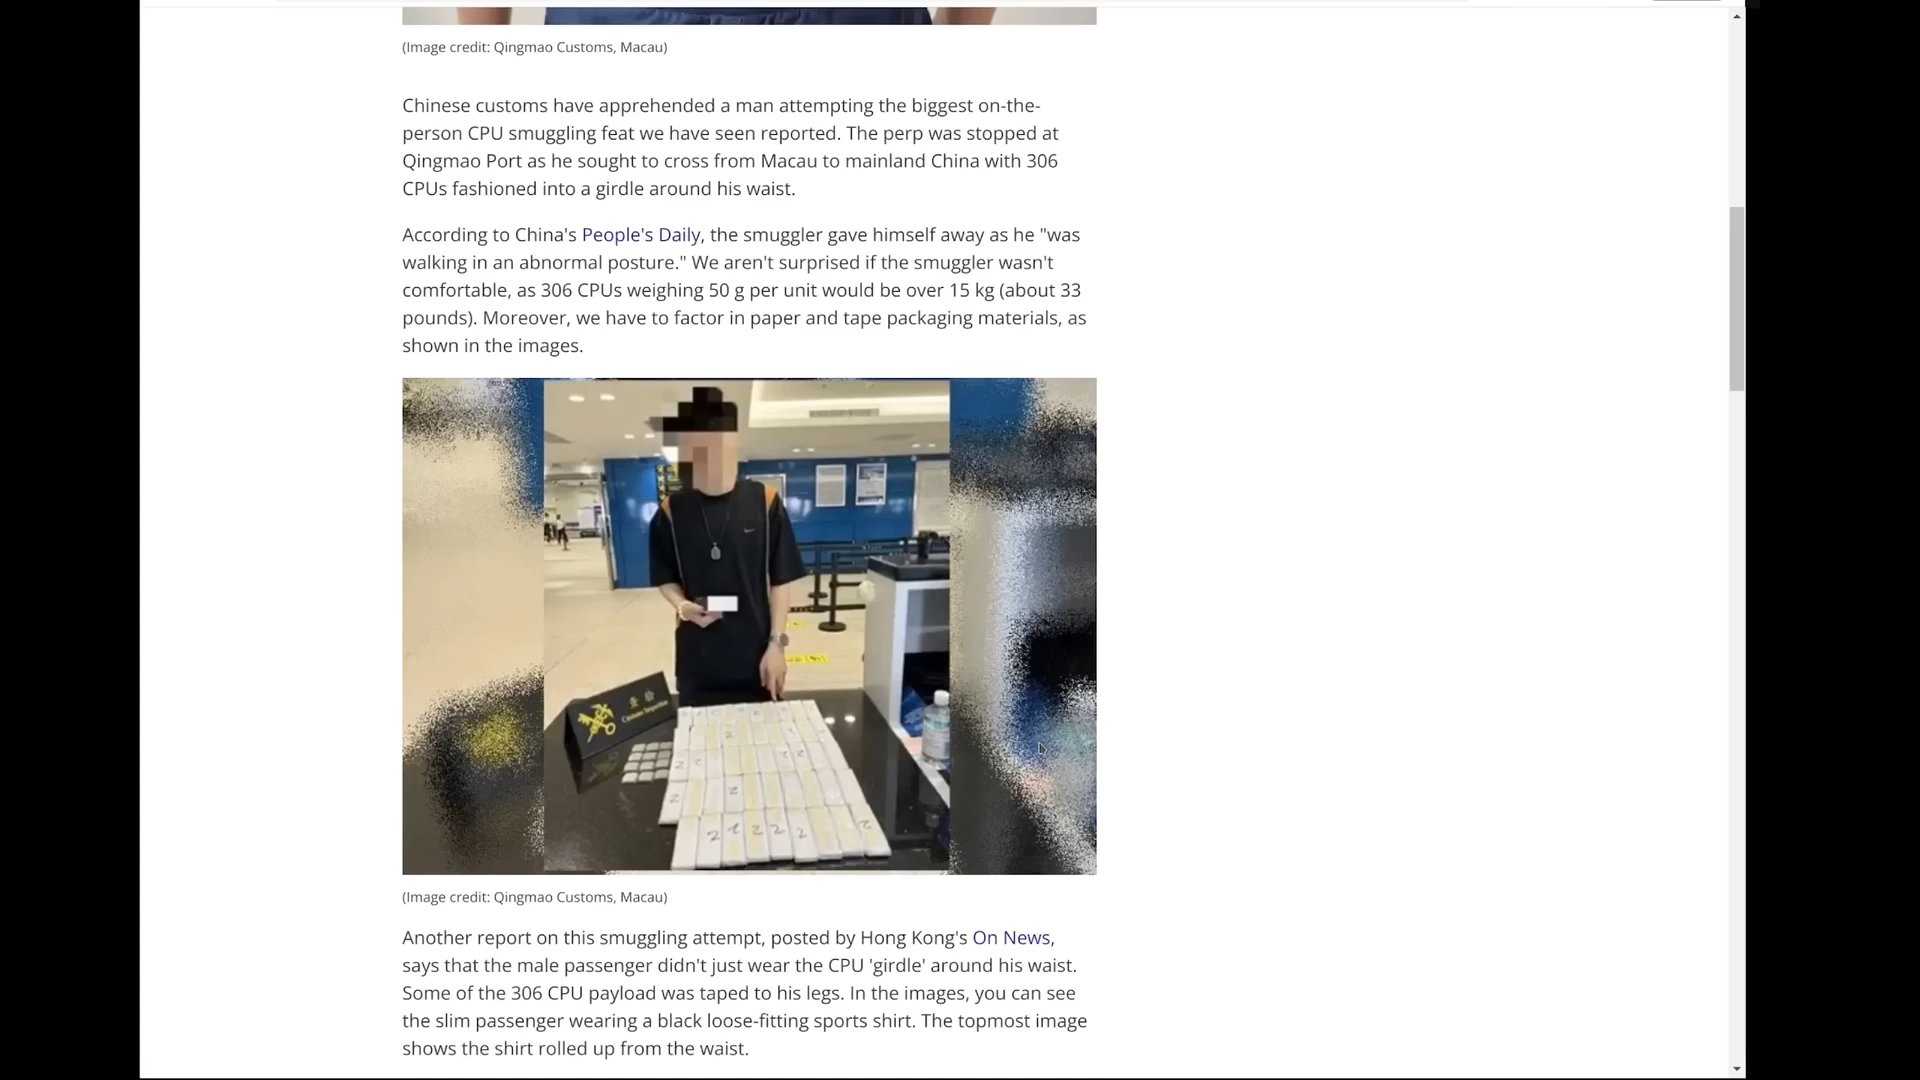 (Image credit: Qingmao Customs, Macau)
Chinese customs have apprehended a man attempting the biggest on-the-
person CPU smuggling feat we have seen reported. The perp was stopped at
Qingmao Port as he sought to cross from Macau to mainland China with 306
CPUs fashioned into a girdle around his waist.
According to China's People's Daily, the smuggler gave himself away as he "was
walking in an abnormal posture." We aren't surprised if the smuggler wasn't
comfortable, as 306 CPUs weighing 50 g per unit would be over 15 kg (about 33
pounds). Moreover, we have to factor in paper and tape packaging materials, as
shown in the images.
Customs Inspection
(Image credit: Qingmao Customs, Macau)
Another report on this smuggling attempt, posted by Hong Kong's On News,
says that the male passenger didn't just wear the CPU 'girdle' around his waist.
Some of the 306 CPU payload was taped to his legs. In the images, you can see
the slim passenger wearing a black loose-fitting sports shirt. The topmost image
shows the shirt rolled up from the waist.